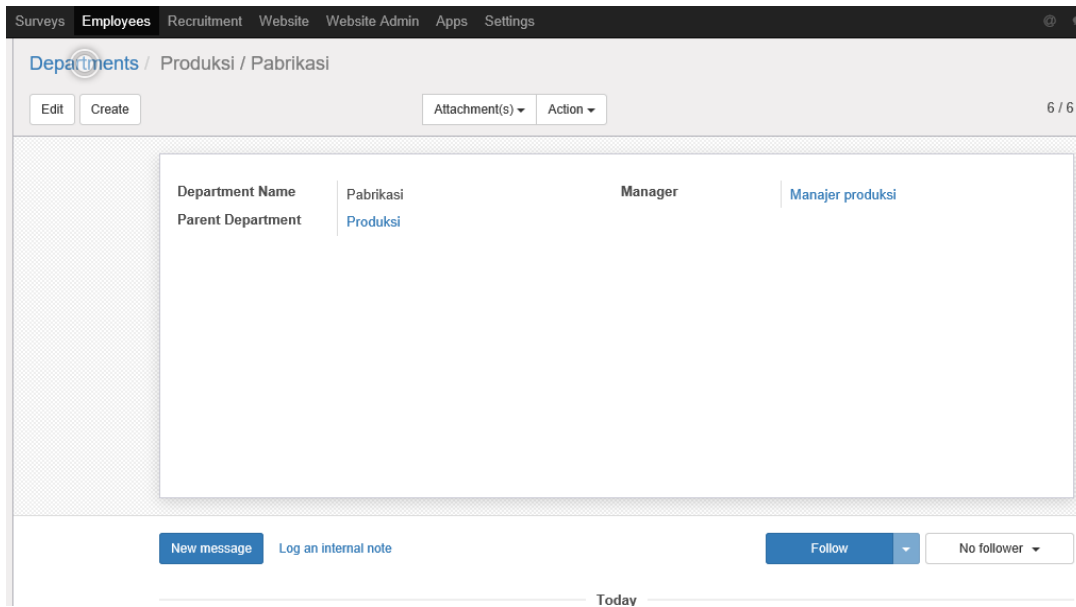 Surveys Employees Recruitment Website Website Admin Apps Settings @
Departments / Produksi / Pabrikasi
Edit Create Attachment(s) Action 6 / 6
Department Name Pabrikasi Manager Manajer produksi
Parent Department Produksi
New message Log an internal note Follow No follower
Today